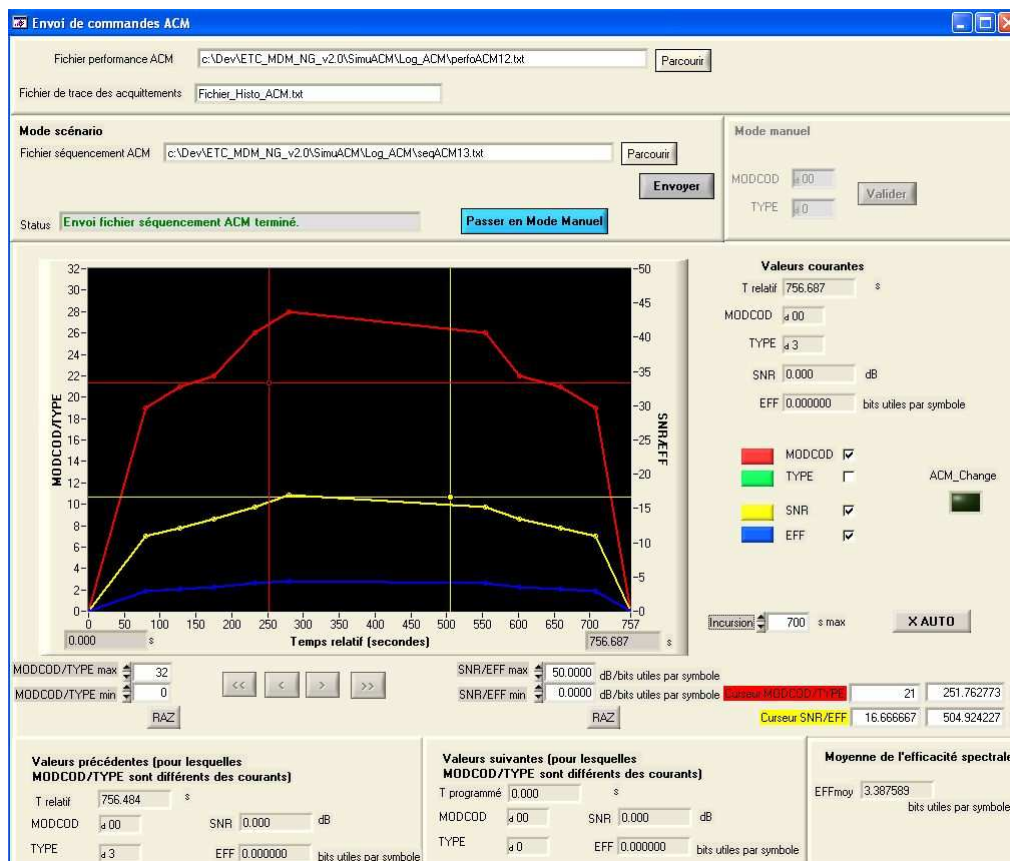 Envoi de commandes ACM
Fichier performance ACM c:\Dev\ETC_MDM_NG_v2.0\SimuACM\Log_ACM\perfoACM12.txt Parcourir
Fichier de trace des acquittements Fichier_Histo_ACM.txt
Mode scénario
Fichier séquencement ACM c:\Dev\ETC_MDM_NG_v2.0\SimuACM\Log_ACM\seqACM13.txt Parcourir
Envoyer
Status Envoi fichier séquencement ACM terminé. Passer en Mode Manuel
Mode manuel
MODCOD d 00
TYPE d 0
Valider
MODCOD/TYPE
32
30
28
26
24
22
20
18
16
14
12
10
8
6
4
2
0
50
45
40
35
30
25
20
15
10
5
0
SNR/EFF
0 50 100 150 200 250 300 350 400 450 500 550 600 650 700 757
0.000 s Temps relatif (secondes) 756.687 s
Valeurs courantes
T relatif 756.687 s
MODCOD d 00
TYPE d 3
SNR 0.000 dB
EFF 0.000000 bits utiles par symbole
MODCOD
TYPE
SNR
EFF
ACM_Change
Incursion 700 s max X AUTO
MODCOD/TYPE max 32
MODCOD/TYPE min 0
RAZ
<< < > >>
SNR/EFF max 50.0000 dB/bits utiles par symbole
SNR/EFF min 0.0000 dB/bits utiles par symbole
RAZ
Curseur MODCOD/TYPE 21 251.762773
Curseur SNR/EFF 16.666667 504.924227
Valeurs précédentes (pour lesquelles
MODCOD/TYPE sont différents des courants)
T relatif 756.484 s
MODCOD d 00 SNR 0.000 dB
TYPE d 3 EFF 0.000000 bits utiles par symbole
Valeurs suivantes (pour lesquelles
MODCOD/TYPE sont différents des courants)
T programmé 0.000 s
MODCOD d 00 SNR 0.000 dB
TYPE d 0 EFF 0.000000 bits utiles par symbole
Moyenne de l'efficacité spectrale
EFFmoy 3.387589
bits utiles par symbole